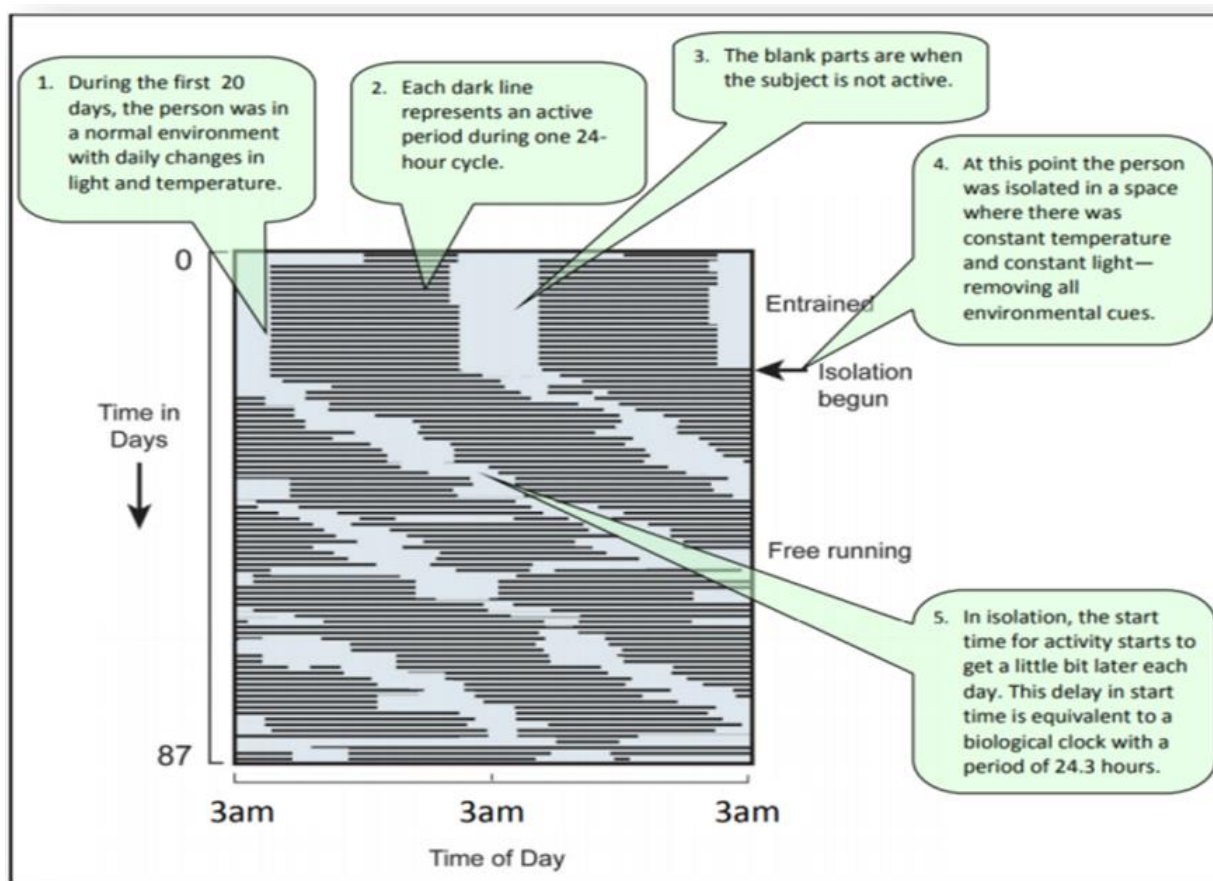 1. During the first 20
days, the person was in
a normal environment
with daily changes in
light and temperature.
2. Each dark line
represents an active
period during one 24-
hour cycle.
3. The blank parts are when
the subject is not active.
4. At this point the person
was isolated in a space
where there was
constant temperature
and constant light—
removing all
environmental cues.
0
Entrained
Isolation
begun
Time in
Days
Free running
5. In isolation, the start
time for activity starts to
get a little bit later each
day. This delay in start
time is equivalent to a
biological clock with a
period of 24.3 hours.
87
3am 3am 3am
Time of Day